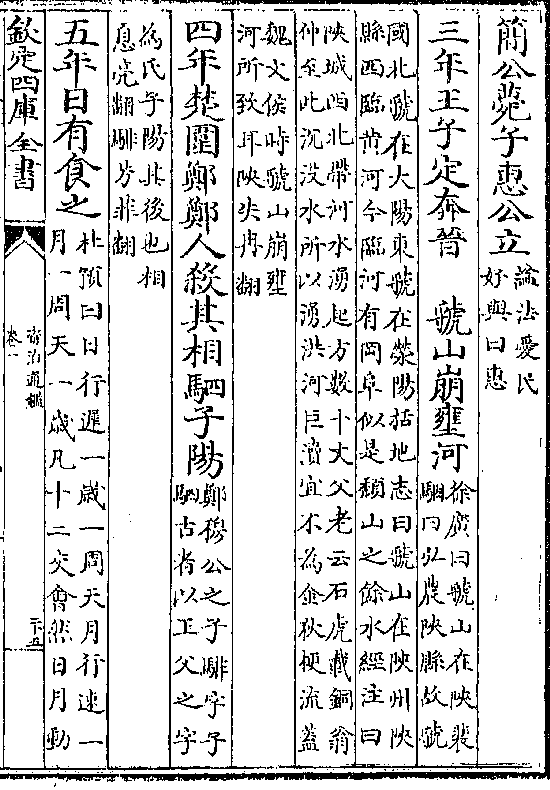 簡公薨子惠公立諡法愛民
好與曰惠
三年王子定奔晉　虢山崩壅河徐廣曰虢山在陜裴
駰曰弘農陜縣故虢
國北虢在大陽東虢在滎陽括地志曰虢山在陜州陜
縣西臨黄河今臨河有岡阜似是頽山之餘水經注曰
陜城西北帶河水湧起方數十丈父老云石虎載銅翁
仲至此沉没水所以湧洪河巨瀆宜不為金狄梗流蓋
魏文侯時虢山崩壅
河所致耳陜失冉翻
四年楚圍鄭鄭人殺其相駟子陽鄭穆公之子騑字子
駟古者以王父之字
為氏子陽其後也相
息亮翻騑芳菲翻
五年日有食之杜預曰日行遲一歲一周天月行速一
月一周天一歲凡十二交會然日月動
欽定四庫全書
資治通鑑
卷一
二十五